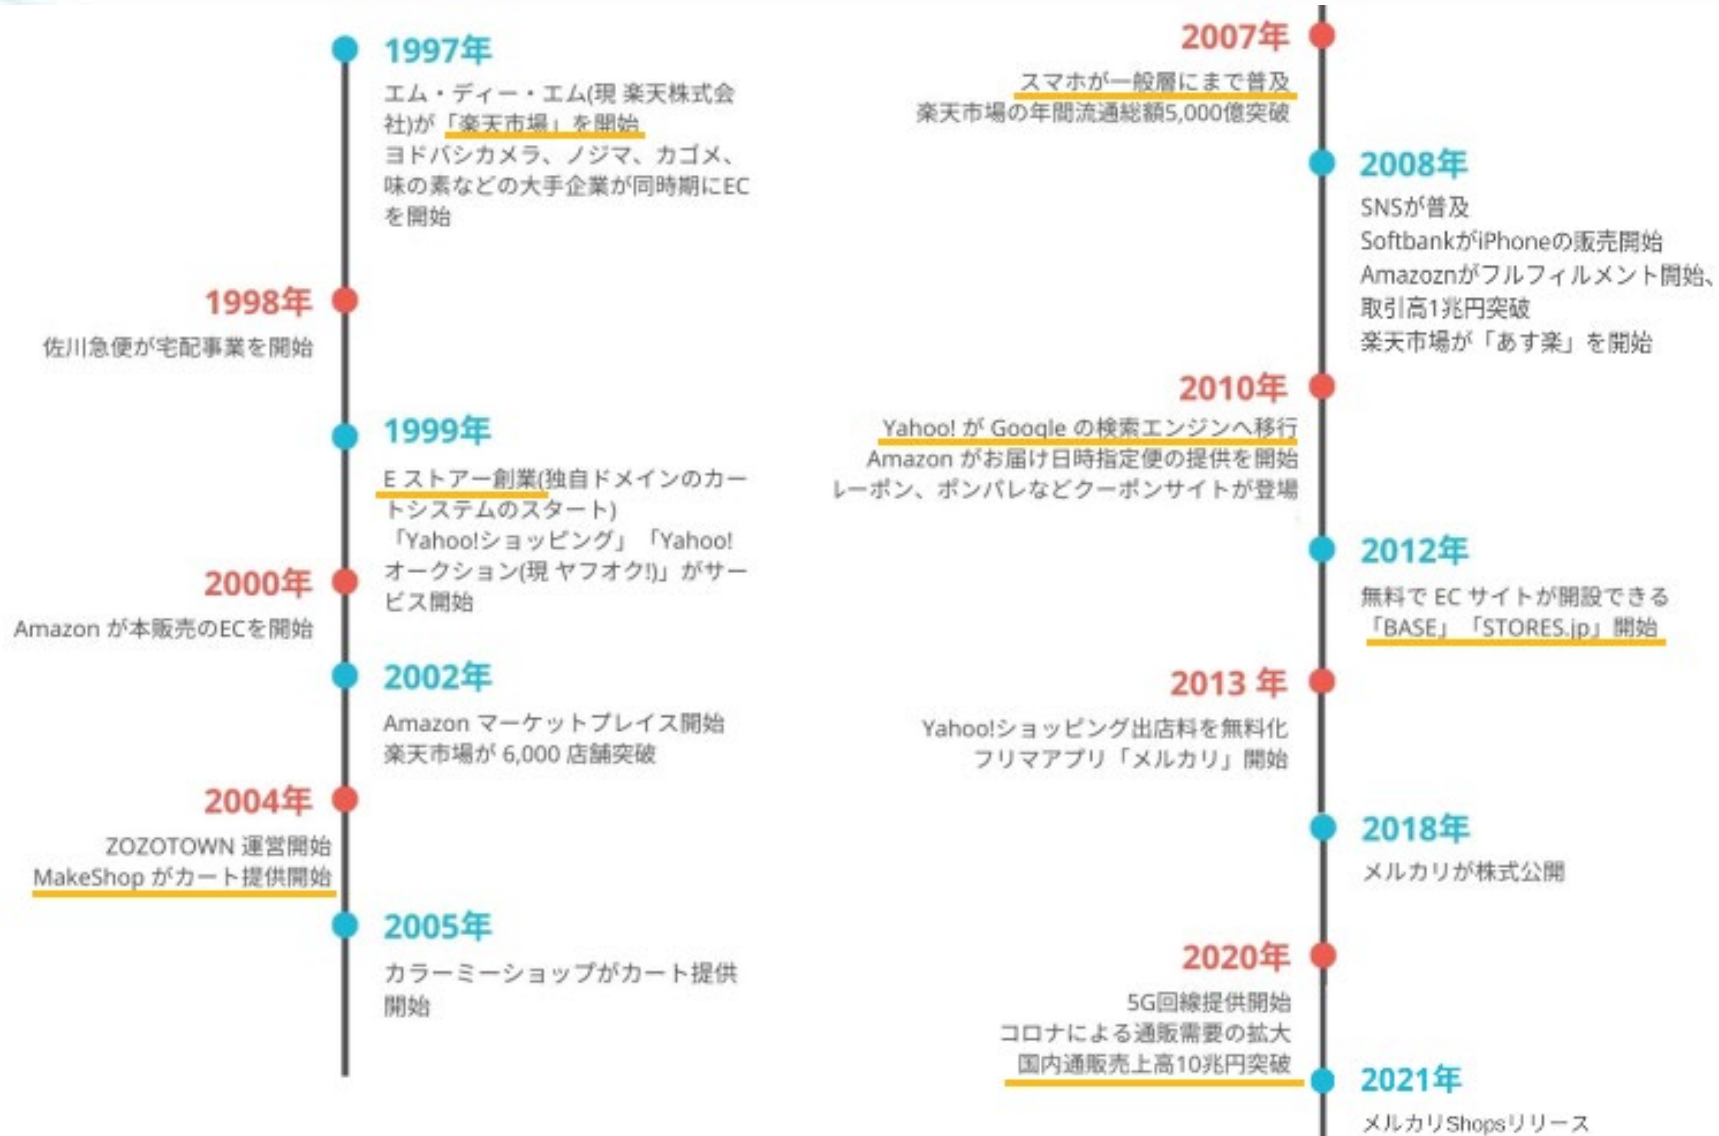 1997年
エム・ディー・エム(現 楽天株式会
社)が「楽天市場」を開始
ヨドバシカメラ、ノジマ、カゴメ、
味の素などの大手企業が同時期にEC
を開始
1998年
佐川急便が宅配事業を開始
1999年
E ストアー創業(独自ドメインのカー
トシステムのスタート)
「Yahoo!ショッピング」「Yahoo!
オークション(現 ヤフオク!)」がサー
ビス開始
2000年
Amazon が本販売のECを開始
2002年
Amazon マーケットプレイス開始
楽天市場が 6,000 店舗突破
2004年
ZOZOTOWN 運営開始
MakeShop がカート提供開始
2005年
カラーミーショップがカート提供
開始
2007年
スマホが一般層にまで普及
楽天市場の年間流通総額5,000億突破
2008年
SNSが普及
SoftbankがiPhoneの販売開始
Amazoznがフルフィルメント開始、
取引高1兆円突破
楽天市場が「あす楽」を開始
2010年
Yahoo! が Google の検索エンジンへ移行
Amazon がお届け日時指定便の提供を開始
ルーポン、ポンパレなどクーポンサイトが登場
2012年
無料で EC サイトが開設できる
「BASE」「STORES.jp」開始
2013 年
Yahoo!ショッピング出店料を無料化
フリマアプリ「メルカリ」開始
2018年
メルカリが株式公開
2020年
5G回線提供開始
コロナによる通販需要の拡大
国内通販売上高10兆円突破
2021年
メルカリShopsリリース